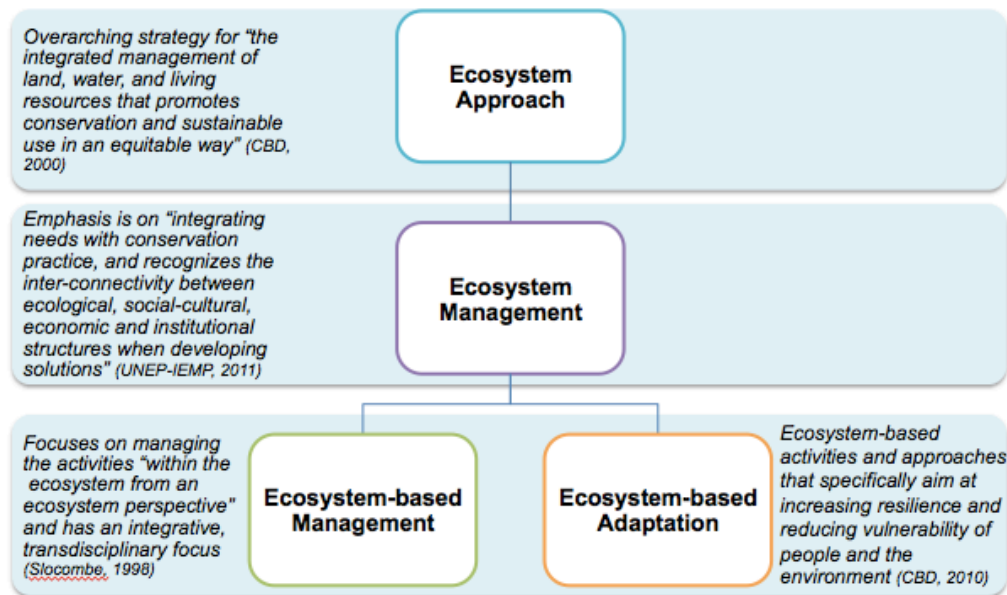 Overarching strategy for "the
integrated management of
land, water, and living
resources that promotes
conservation and sustainable
use in an equitable way" (CBD,
2000)
Ecosystem
Approach
Emphasis is on "integrating
needs with conservation
practice, and recognizes the
inter-connectivity between
ecological, social-cultural,
economic and institutional
structures when developing
solutions" (UNEP-IEMP, 2011)
Ecosystem
Management
Focuses on managing
the activities "within the
ecosystem from an
ecosystem perspective"
and has an integrative,
transdisciplinary focus
(Slocombe, 1998)
Ecosystem-based
Management
Ecosystem-based
Adaptation
Ecosystem-based
activities and approaches
that specifically aim at
increasing resilience and
reducing vulnerability of
people and the
environment (CBD, 2010)